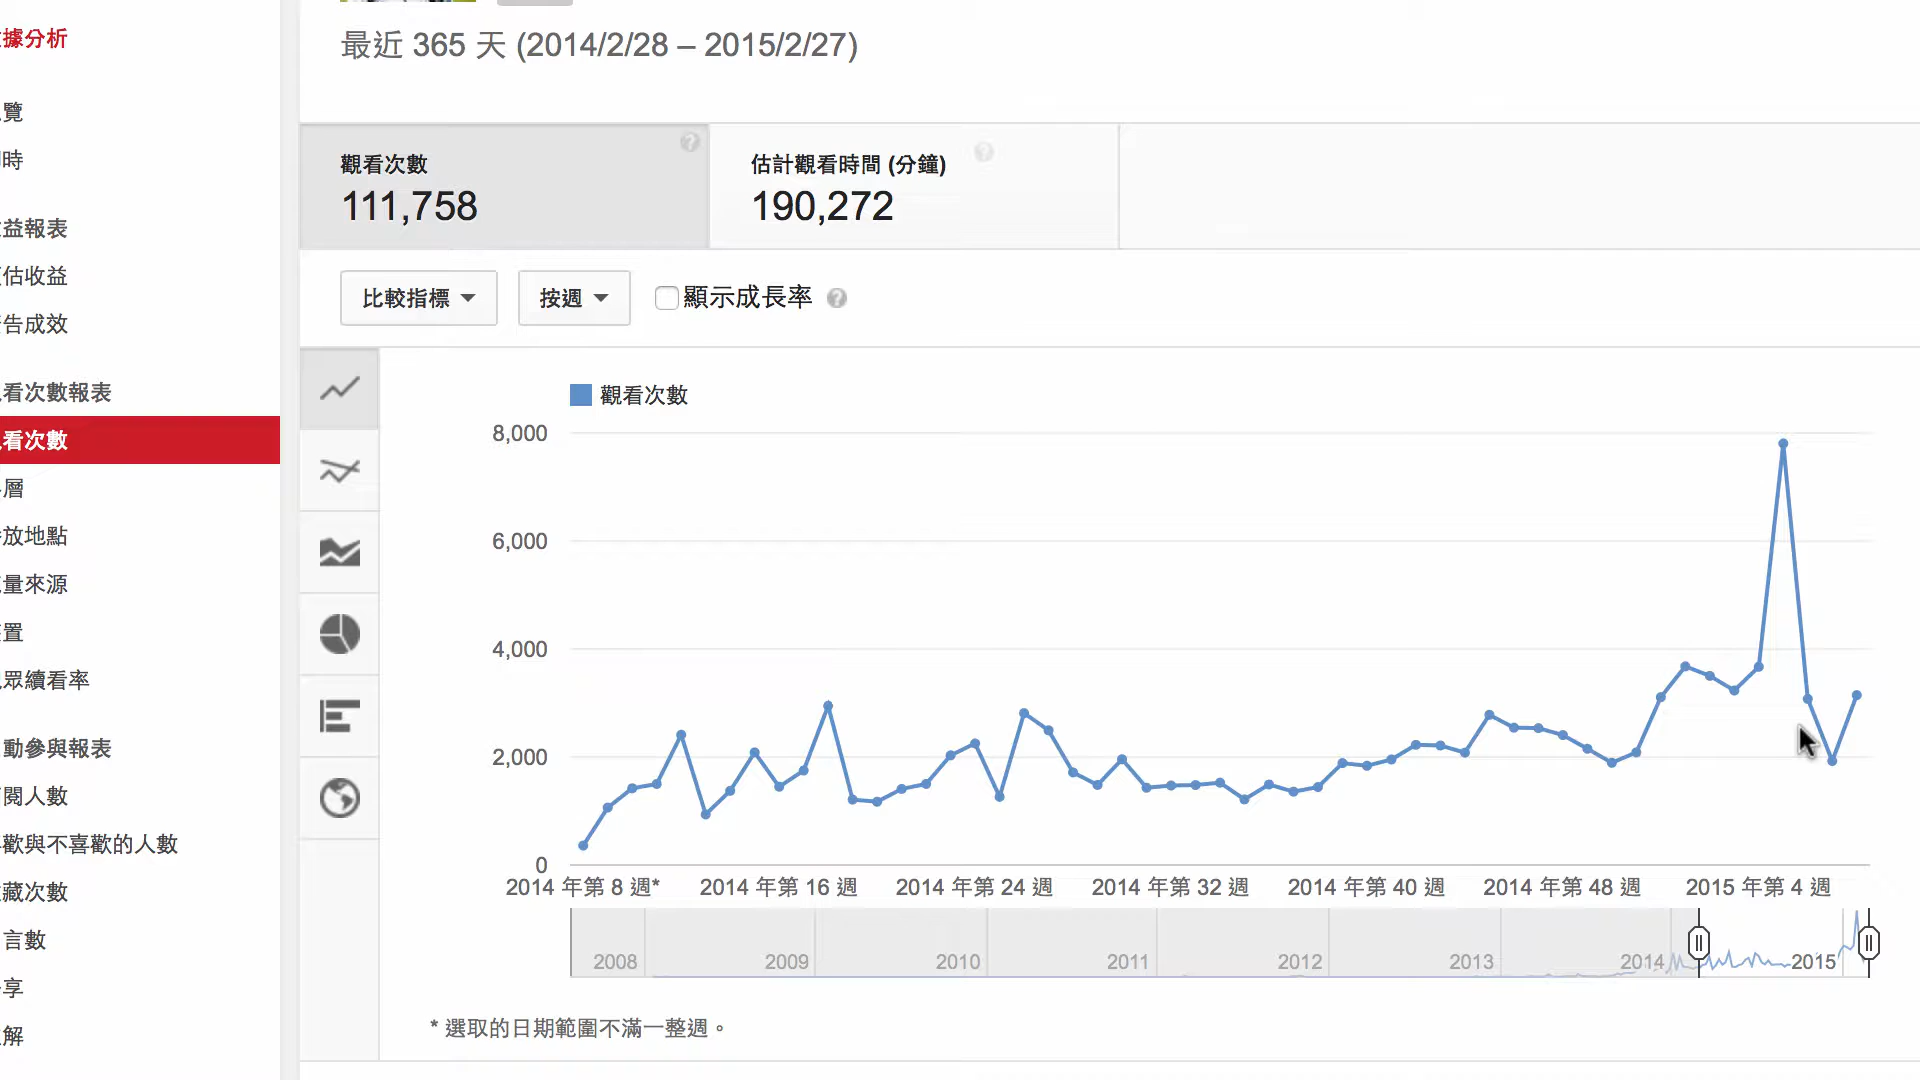 據分析
覽
時
益報表
估收益
告成效
看次數報表
看次數
層
放地點
量來源
置
眾續看率
動參與報表
閱人數
歡與不喜歡的人數
藏次數
言數
享
解
最近 365 天 (2014/2/28 – 2015/2/27)
觀看次數
111,758
估計觀看時間 (分鐘)
190,272
比較指標
按週
顯示成長率
觀看次數
8,000
6,000
4,000
2,000
0
2014 年第 8 週*
2014 年第 16 週
2014 年第 24 週
2014 年第 32 週
2014 年第 40 週
2014 年第 48 週
2015 年第 4 週
2008
2009
2010
2011
2012
2013
2014
2015
* 選取的日期範圍不滿一整週。